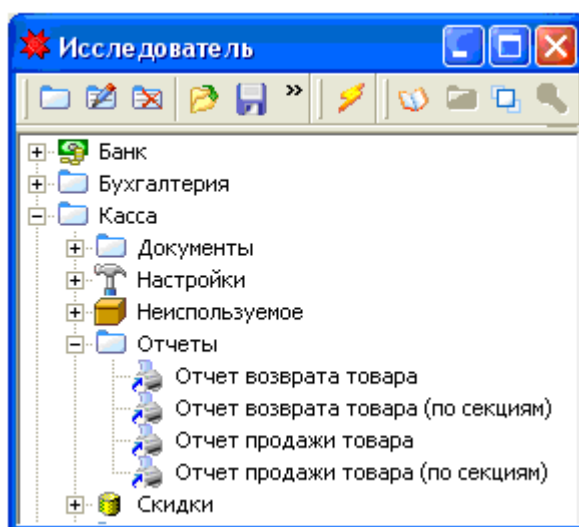 Исследователь
»
Банк
Бухгалтерия
Касса
Документы
Настройки
Неиспользуемое
Отчеты
Отчет возврата товара
Отчет возврата товара (по секциям)
Отчет продажи товара
Отчет продажи товара (по секциям)
Скидки